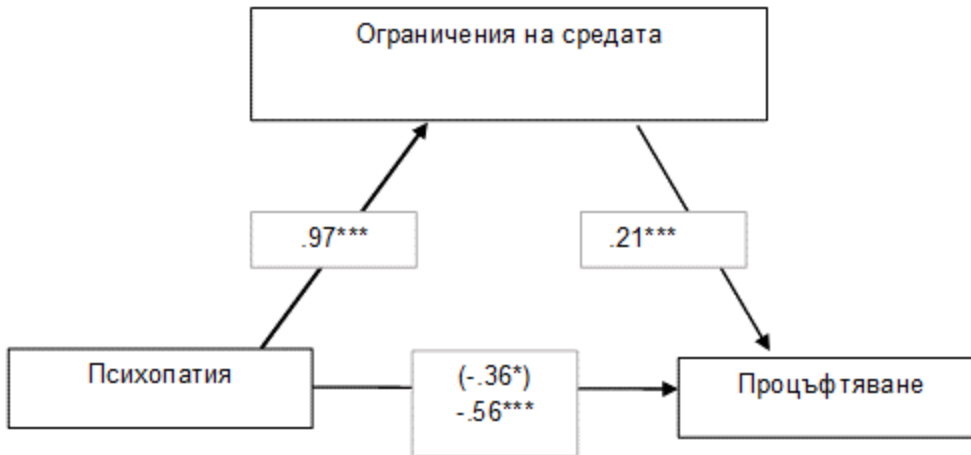 Ограничения на средата
.97***
.21***
Психопатия
(-.36*)
-.56***
Процъфтяване